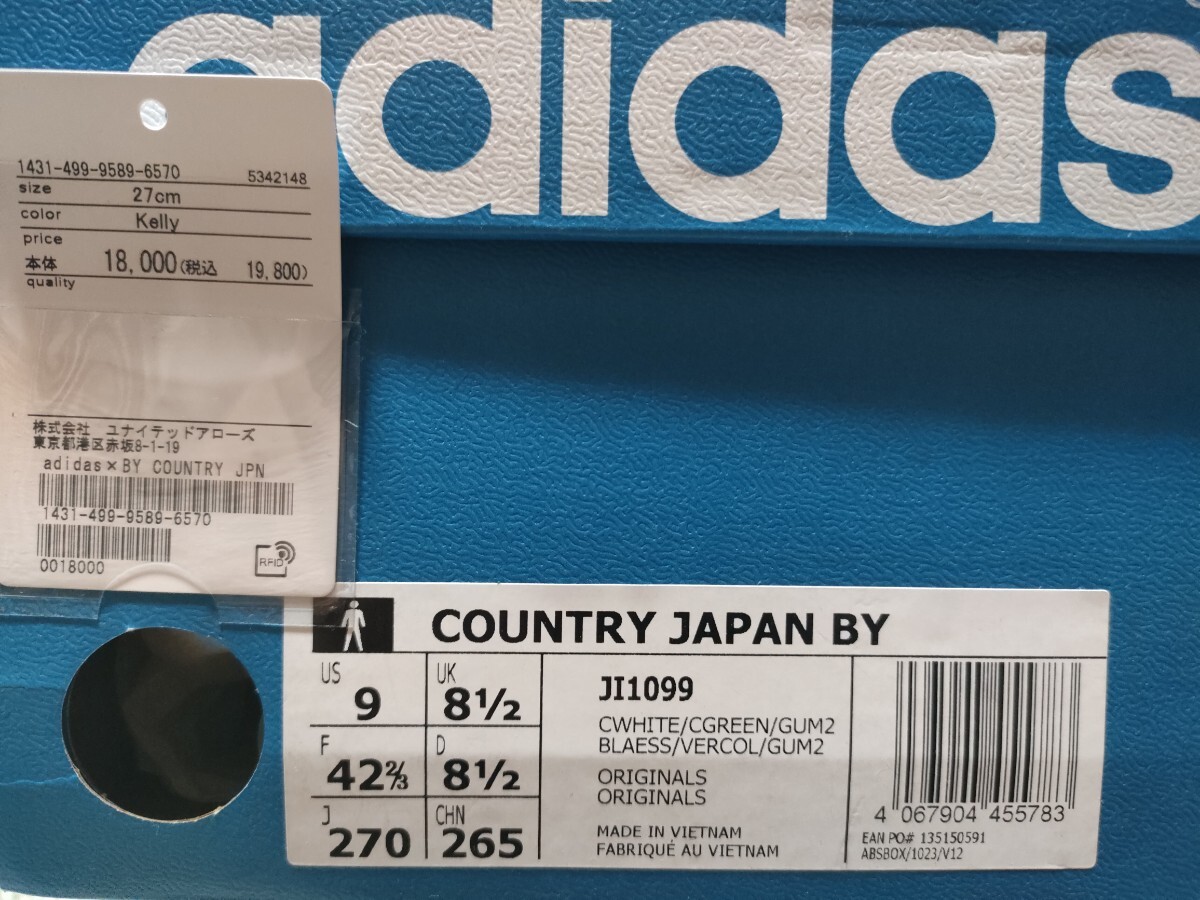 adidas
1431-499-9589-6570 5342148
size 27cm
color Kelly
price
本体 18,000(税込 19,800)
quality
株式会社 ユナイテッドアローズ
東京都港区赤坂8-1-19
adidas×BY COUNTRY JPN
1431-499-9589-6570
0018000
RFID
COUNTRY JAPAN BY
US 9 UK 8½
F 42⅔ D 8½
J 270 CHN 265
JI1099
CWHITE/CGREEN/GUM2
BLAESS/VERCOL/GUM2
ORIGINALS
ORIGINALS
MADE IN VIETNAM
FABRIQUÉ AU VIETNAM
4 067904 455783
EAN PO# 135150591
ABSBOX/1023/V12